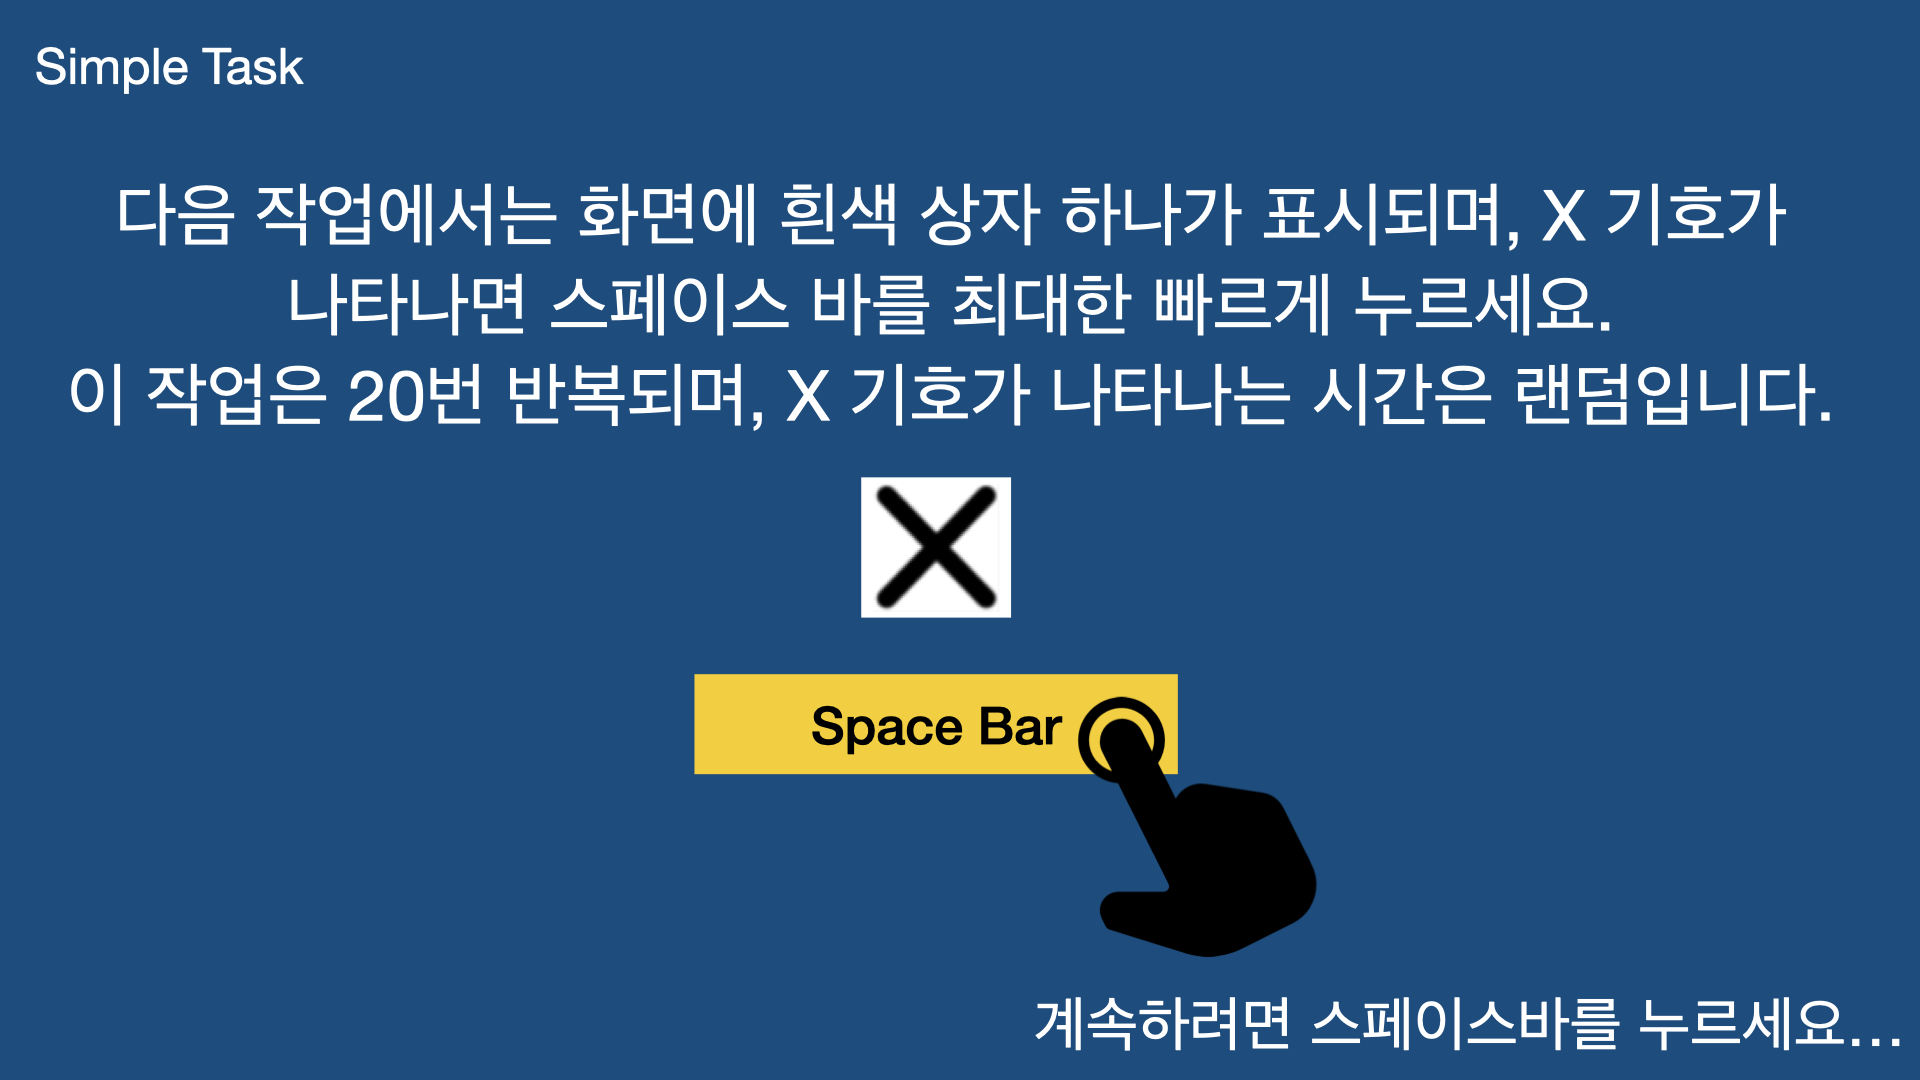 Simple Task
다음 작업에서는 화면에 흰색 상자 하나가 표시되며, X 기호가
나타나면 스페이스 바를 최대한 빠르게 누르세요.
이 작업은 20번 반복되며, X 기호가 나타나는 시간은 랜덤입니다.
Space Bar
계속하려면 스페이스바를 누르세요...